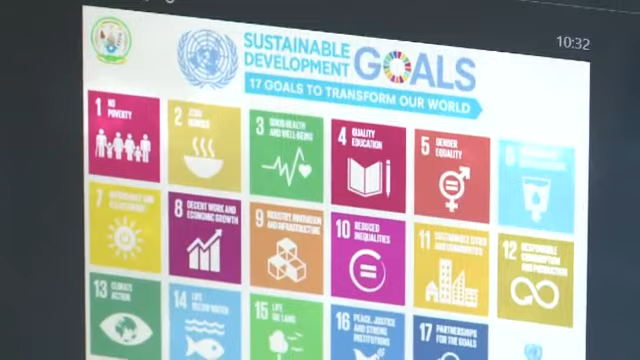 10:32
SUSTAINABLE
DEVELOPMENT GOALS
17 GOALS TO TRANSFORM OUR WORLD
1 NO
POVERTY
2 ZERO
HUNGER
3 GOOD HEALTH
AND WELL-BEING
4 QUALITY
EDUCATION
5 GENDER
EQUALITY
6
7
8 DECENT WORK AND
ECONOMIC GROWTH
9 INDUSTRY, INNOVATION
AND INFRASTRUCTURE
10 REDUCED
INEQUALITIES
11 SUSTAINABLE CITIES
AND COMMUNITIES
12 RESPONSIBLE
CONSUMPTION
AND PRODUCTION
13 CLIMATE
ACTION
14 LIFE
BELOW WATER
15 LIFE
ON LAND
16 PEACE, JUSTICE
AND STRONG
INSTITUTIONS
17 PARTNERSHIPS
FOR THE GOALS